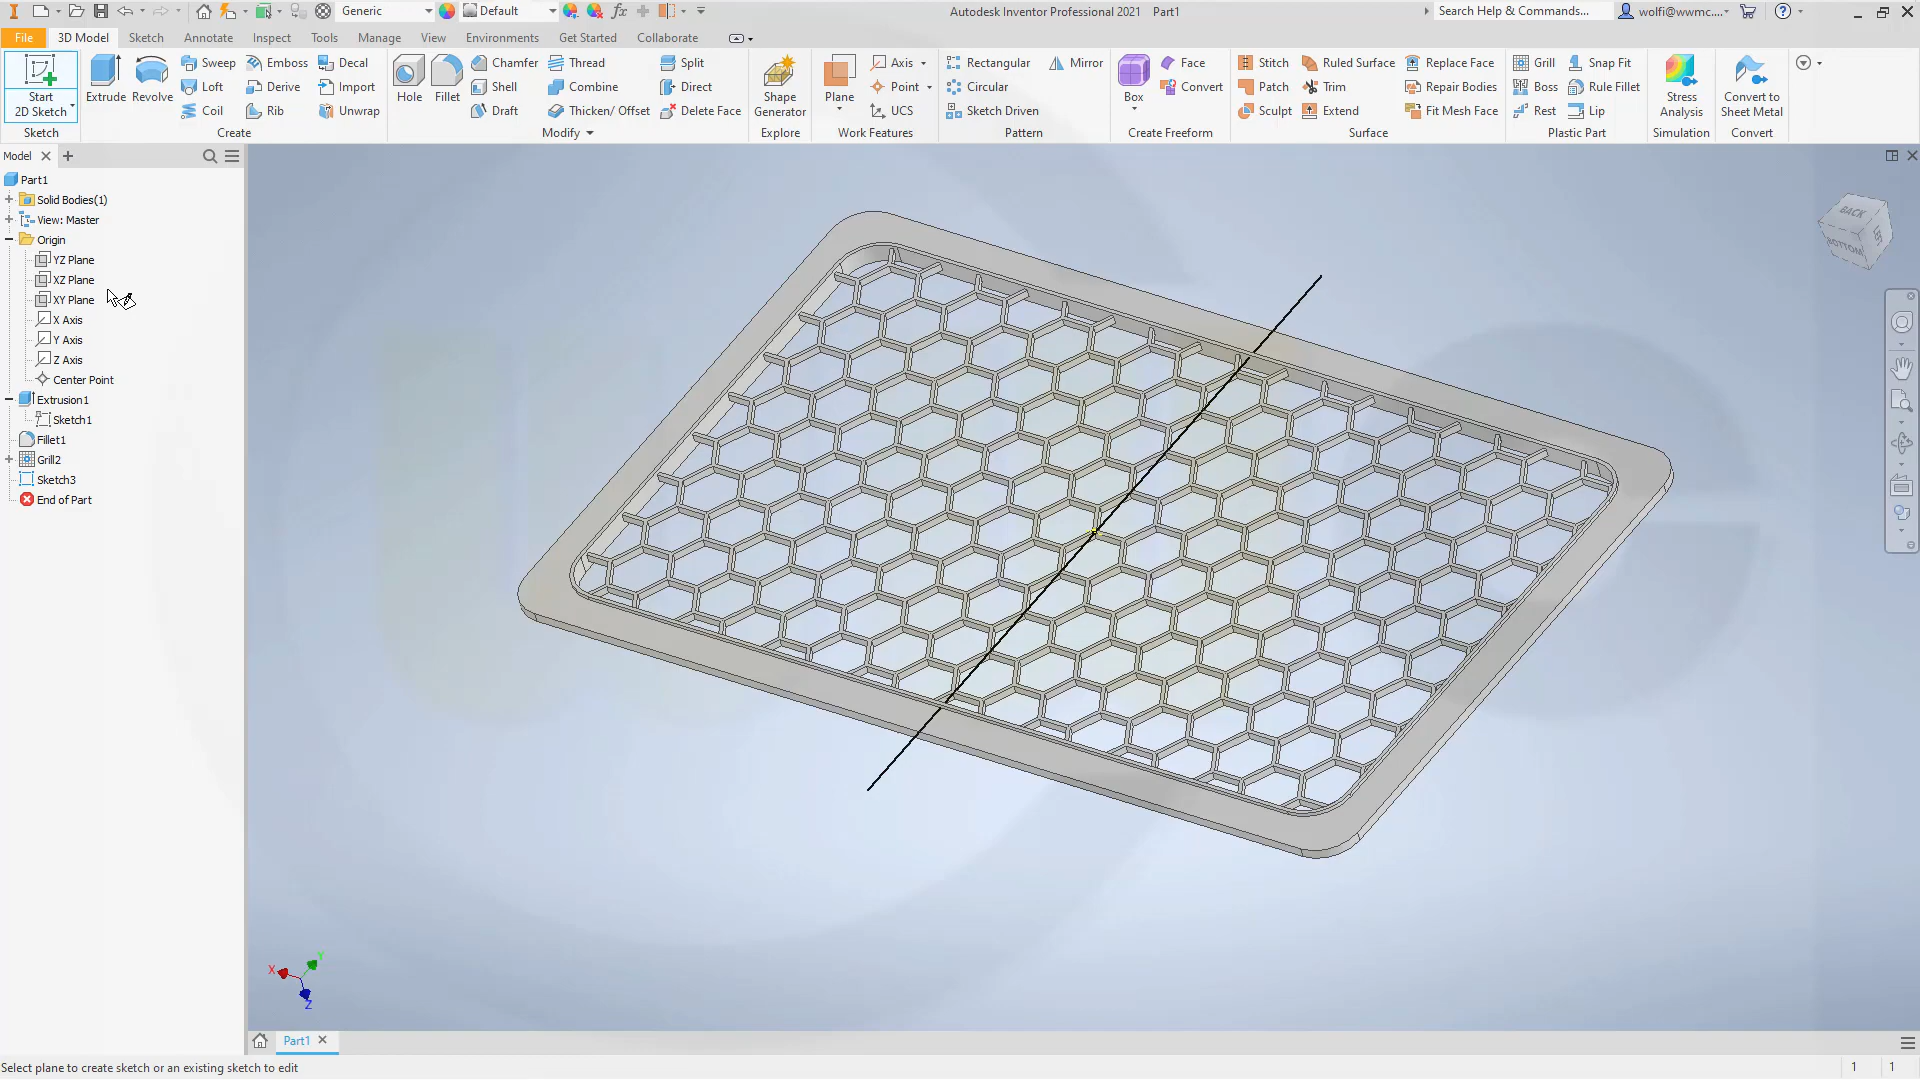 Generic
Default
fx
Autodesk Inventor Professional 2021 Part1
Search Help & Commands...
wolfi@wwmc....
File 3D Model Sketch Annotate Inspect Tools Manage View Environments Get Started Collaborate
Start
2D Sketch
Extrude Revolve
Sweep Emboss Decal
Loft Derive Import
Coil Rib Unwrap
Hole Fillet
Chamfer Thread Split
Shell Combine Direct
Draft Thicken/ Offset Delete Face
Shape
Generator
Plane
Axis
Point
UCS
Rectangular Mirror
Circular
Sketch Driven
Box
Face
Convert
Stitch Ruled Surface Replace Face
Patch Trim Repair Bodies
Sculpt Extend Fit Mesh Face
Grill Snap Fit
Boss Rule Fillet
Rest Lip
Stress
Analysis
Convert to
Sheet Metal
Sketch Create Modify Explore Work Features Pattern Create Freeform Surface Plastic Part Simulation Convert
Model
Part1
Solid Bodies(1)
View: Master
Origin
YZ Plane
XZ Plane
XY Plane
X Axis
Y Axis
Z Axis
Center Point
Extrusion1
Sketch1
Fillet1
Grill2
Sketch3
End of Part
BACK
BOTTOM
X
Y
Z
Part1
Select plane to create sketch or an existing sketch to edit
1 1